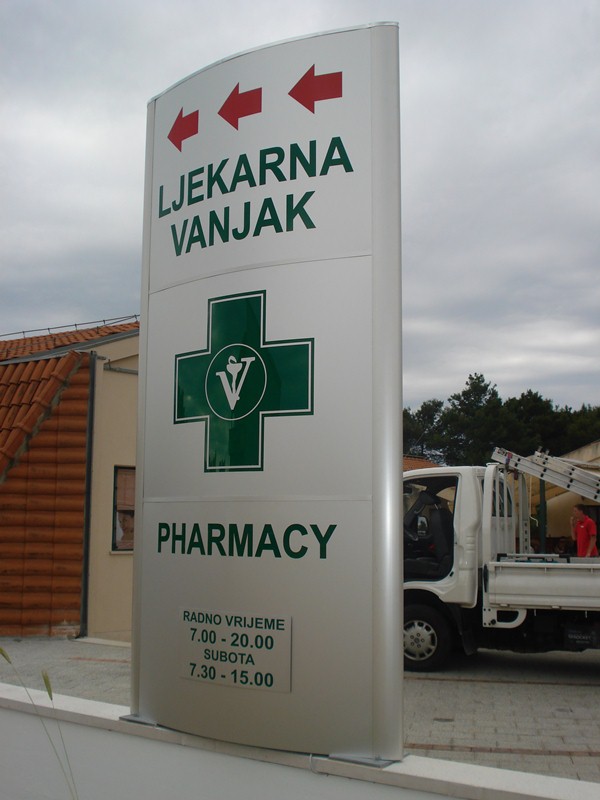 LJEKARNA
VANJAK
V
PHARMACY
RADNO VRIJEME
7.00 - 20.00
SUBOTA
7.30 - 15.00